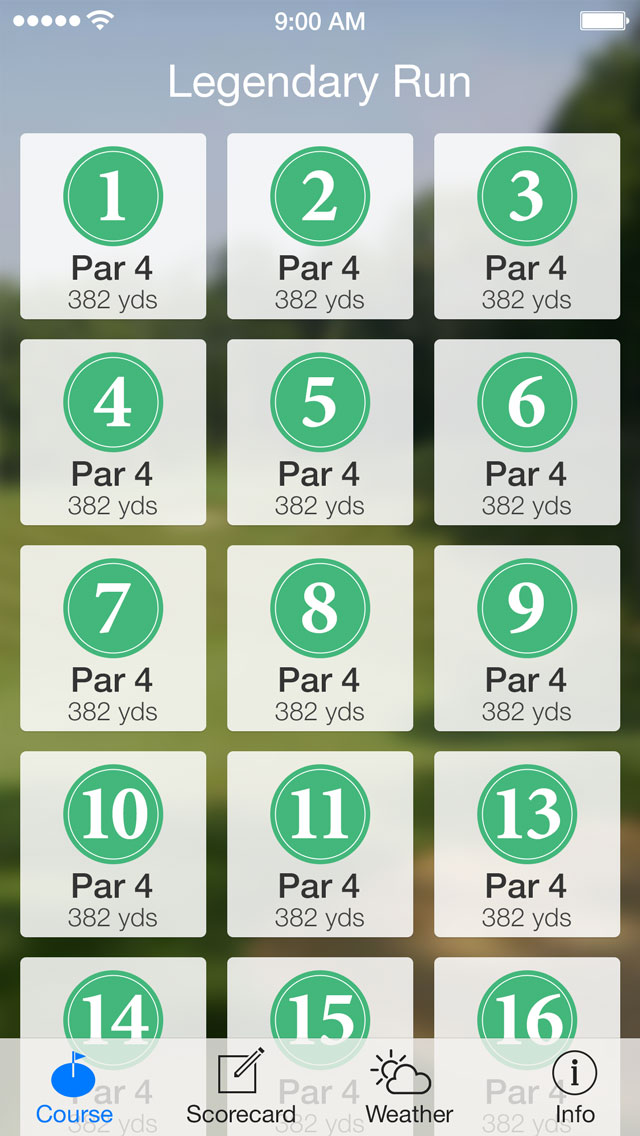 9:00 AM
Legendary Run
1 2 3
Par 4 Par 4 Par 4
382 yds 382 yds 382 yds
4 5 6
Par 4 Par 4 Par 4
382 yds 382 yds 382 yds
7 8 9
Par 4 Par 4 Par 4
382 yds 382 yds 382 yds
10 11 13
Par 4 Par 4 Par 4
382 yds 382 yds 382 yds
14 15 16
Par 4 Par 4 Par 4
382 yds 382 yds 382 yds
Course Scorecard Weather Info